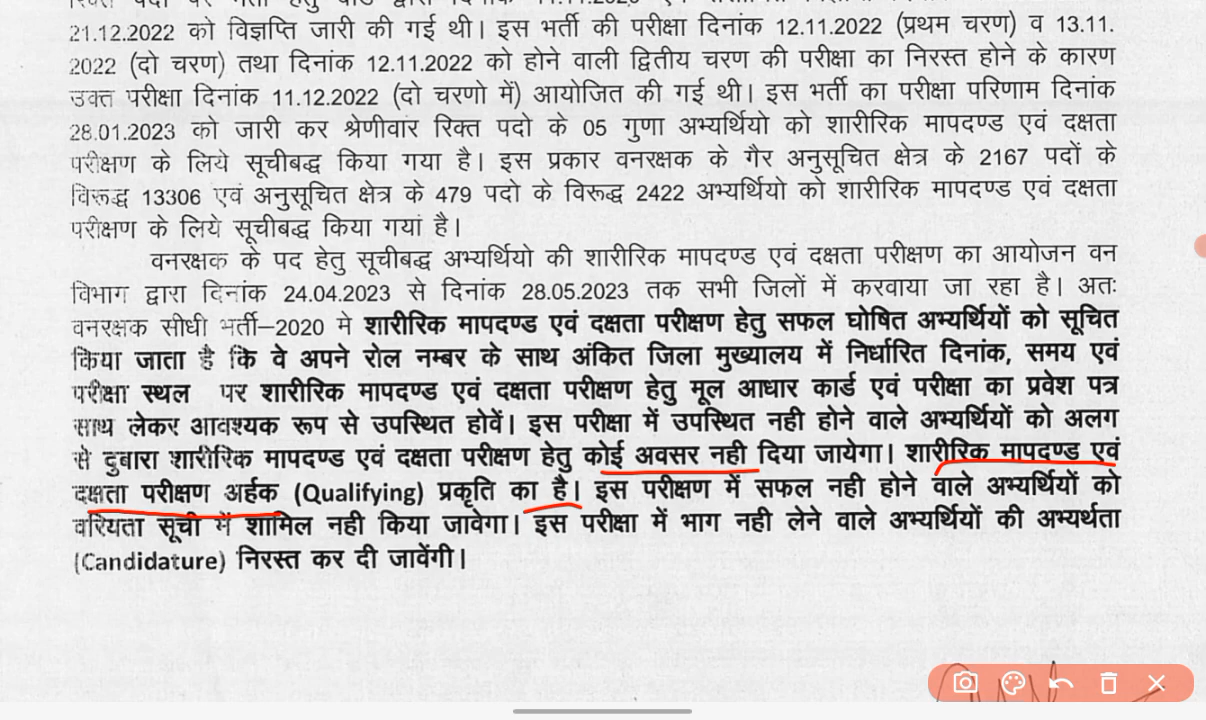 21.12.2022 को विज्ञप्ति जारी की गई थी। इस भर्ती की परीक्षा दिनांक 12.11.2022 (प्रथम चरण) व 13.11.
2022 (दो चरण) तथा दिनांक 12.11.2022 को होने वाली द्वितीय चरण की परीक्षा का निरस्त होने के कारण
उक्त परीक्षा दिनांक 11.12.2022 (दो चरणो में) आयोजित की गई थी। इस भर्ती का परीक्षा परिणाम दिनांक
28.01.2023 को जारी कर श्रेणीवार रिक्त पदो के 05 गुणा अभ्यर्थियो को शारीरिक मापदण्ड एवं दक्षता
परीक्षण के लिये सूचीबद्ध किया गया है। इस प्रकार वनरक्षक के गैर अनुसूचित क्षेत्र के 2167 पदों के
विरूद्ध 13306 एवं अनुसूचित क्षेत्र के 479 पदो के विरूद्ध 2422 अभ्यर्थियो को शारीरिक मापदण्ड एवं दक्षता
परीक्षण के लिये सूचीबद्ध किया गया है।
वनरक्षक के पद हेतु सूचीबद्ध अभ्यर्थियो की शारीरिक मापदण्ड एवं दक्षता परीक्षण का आयोजन वन
विभाग द्वारा दिनांक 24.04.2023 से दिनांक 28.05.2023 तक सभी जिलों में करवाया जा रहा है। अतः
वनरक्षक सीधी भर्ती–2020 मे शारीरिक मापदण्ड एवं दक्षता परीक्षण हेतु सफल घोषित अभ्यर्थियों को सूचित
किया जाता है कि वे अपने रोल नम्बर के साथ अंकित जिला मुख्यालय में निर्धारित दिनांक, समय एवं
परीक्षा स्थल पर शारीरिक मापदण्ड एवं दक्षता परीक्षण हेतु मूल आधार कार्ड एवं परीक्षा का प्रवेश पत्र
साथ लेकर आवश्यक रूप से उपस्थित होवें। इस परीक्षा में उपस्थित नही होने वाले अभ्यर्थियों को अलग
से दुबारा शारीरिक मापदण्ड एवं दक्षता परीक्षण हेतु कोई अवसर नही दिया जायेगा। शारीरिक मापदण्ड एवं
दक्षता परीक्षण अर्हक (Qualifying) प्रकृति का है। इस परीक्षण में सफल नही होने वाले अभ्यर्थियों को
वरियता सूची में शामिल नही किया जावेगा। इस परीक्षा में भाग नही लेने वाले अभ्यर्थियों की अभ्यर्थता
(Candidature) निरस्त कर दी जावेंगी।